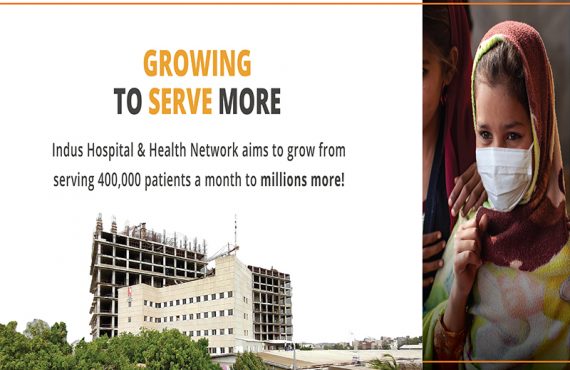 GROWING
TO SERVE MORE
Indus Hospital & Health Network aims to grow from
serving 400,000 patients a month to millions more!